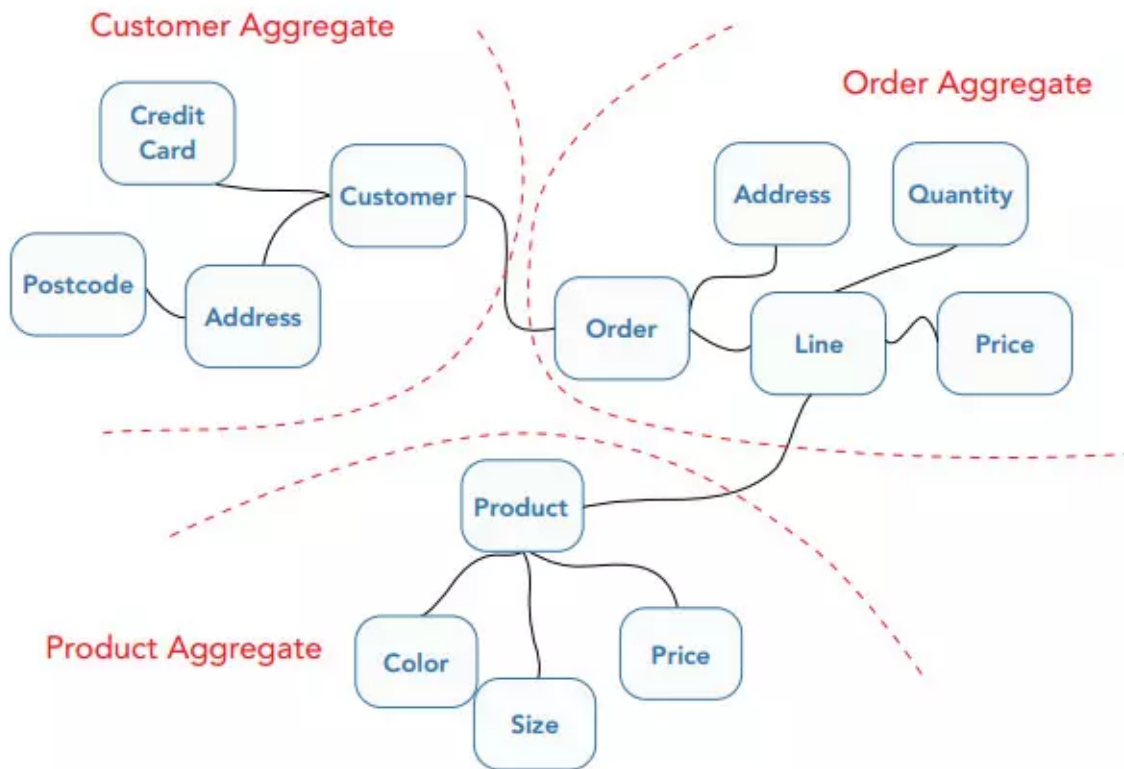 Customer Aggregate
Order Aggregate
Credit
Card
Customer
Address
Quantity
Postcode
Address
Order
Line
Price
Product
Product Aggregate
Color
Size
Price